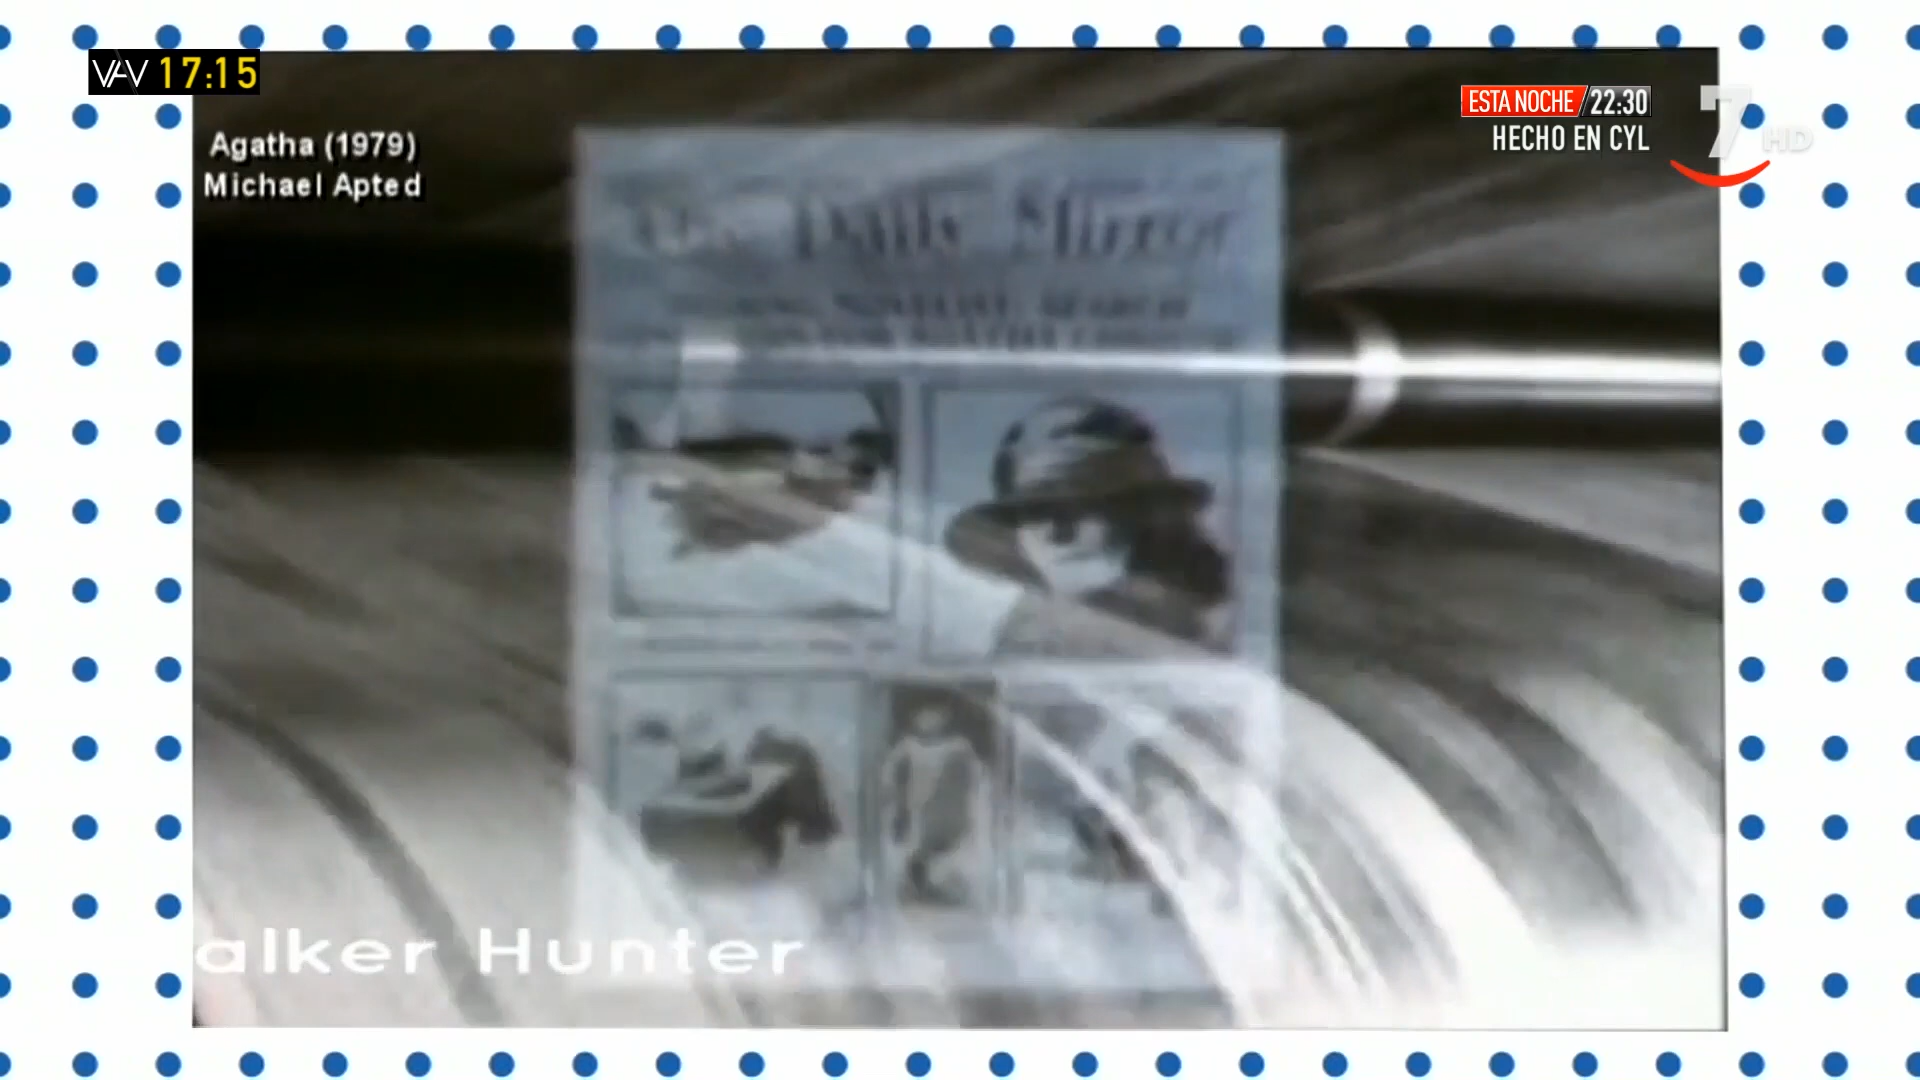 VAV 17:15
ESTA NOCHE 22:30
HECHO EN CYL
7 HD
Agatha (1979)
Michael Apted
Daily Mirror
alker Hunter